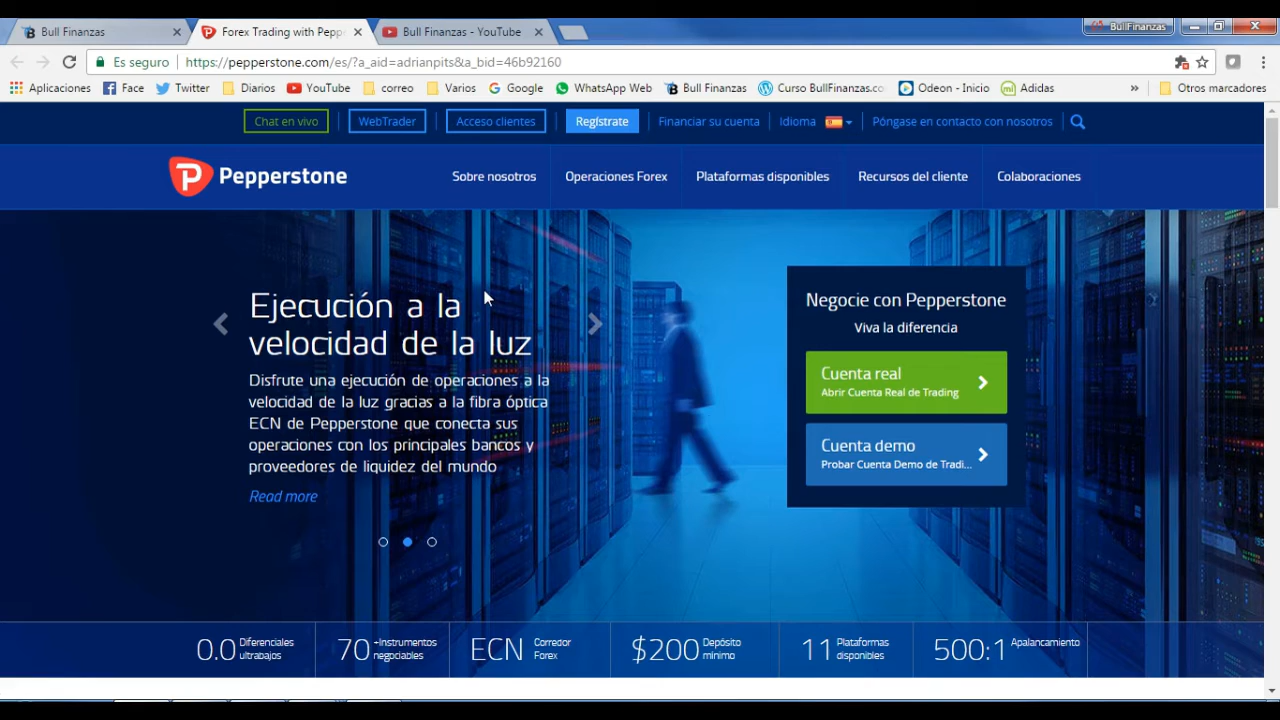 Bull Finanzas
Forex Trading with Pepp
Bull Finanzas - YouTube
BullFinanzas
Es seguro
https://pepperstone.com/es/?a_aid=adrianpits&a_bid=46b92160
Aplicaciones
Face
Twitter
YouTube
Diarios
correo
Varios
Google
WhatsApp Web
Bull Finanzas
Curso BullFinanzas.co
Odeon - Inicio
Adidas
»
Otros marcadores
Chat en vivo
WebTrader
Acceso clientes
Regístrate
Financiar su cuenta
Idioma
Póngase en contacto con nosotros
Pepperstone
Sobre nosotros
Operaciones Forex
Plataformas disponibles
Recursos del cliente
Colaboraciones
Ejecución a la
velocidad de la luz
Disfrute una ejecución de operaciones a la
velocidad de la luz gracias a la fibra óptica
ECN de Pepperstone que conecta sus
operaciones con los principales bancos y
proveedores de liquidez del mundo
Read more
Negocie con Pepperstone
Viva la diferencia
Cuenta real
Abrir Cuenta Real de Trading
Cuenta demo
Probar Cuenta Demo de Tradi...
0.0 Diferenciales
ultrabajos
70 +Instrumentos
negociables
ECN Corredor
Forex
$200 Depósito
mínimo
11 Plataformas
disponibles
500:1 Apalancamiento